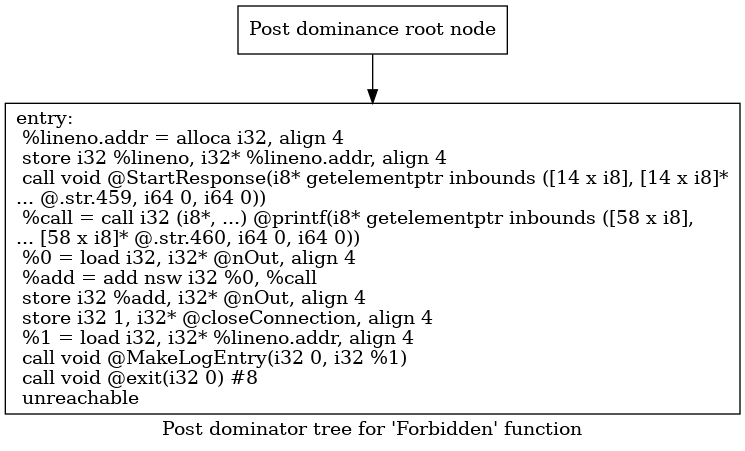 Post dominance root node
entry:
%lineno.addr = alloca i32, align 4
store i32 %lineno, i32* %lineno.addr, align 4
call void @StartResponse(i8* getelementptr inbounds ([14 x i8], [14 x i8]*
... @.str.459, i64 0, i64 0))
%call = call i32 (i8*, ...) @printf(i8* getelementptr inbounds ([58 x i8],
... [58 x i8]* @.str.460, i64 0, i64 0))
%0 = load i32, i32* @nOut, align 4
%add = add nsw i32 %0, %call
store i32 %add, i32* @nOut, align 4
store i32 1, i32* @closeConnection, align 4
%1 = load i32, i32* %lineno.addr, align 4
call void @MakeLogEntry(i32 0, i32 %1)
call void @exit(i32 0) #8
unreachable
Post dominator tree for 'Forbidden' function